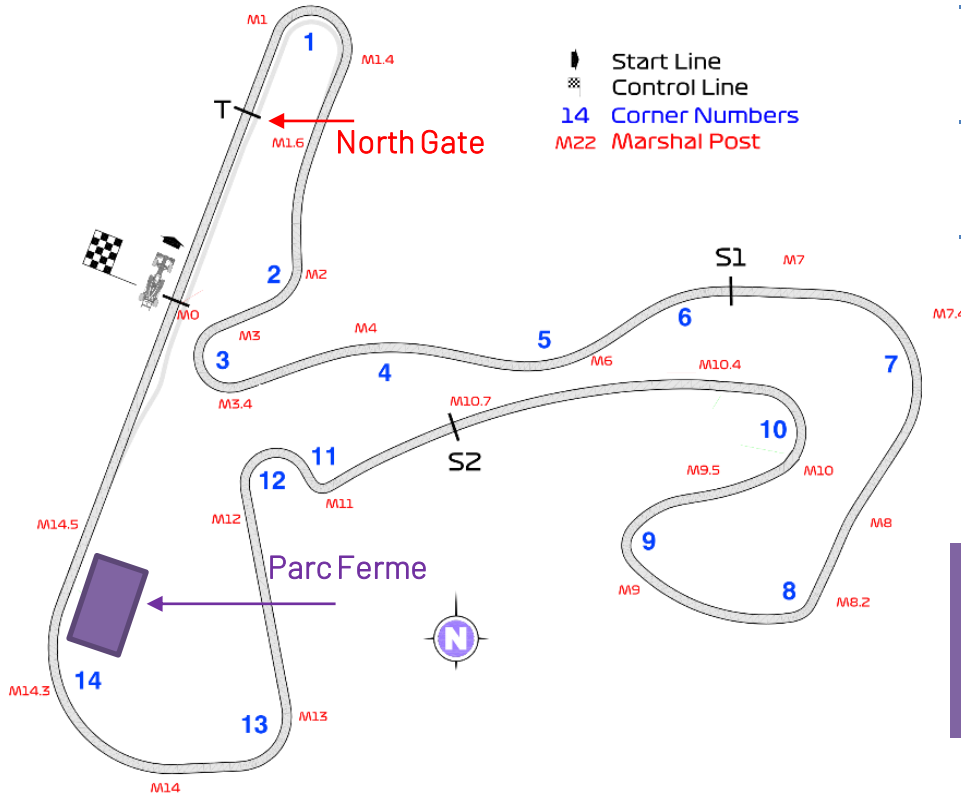 M1
1
M1.4
Start Line
Control Line
14 Corner Numbers
M22 Marshal Post
T
North Gate
M1.6
2
M2
M0
M3
3
M3.4
M4
4
5
M6
6
S1
M7
M7.4
7
M10.4
M10.7
S2
10
M10
M9.5
11
12
M11
M12
M14.5
Parc Ferme
9
M9
8
M8
M8.2
N
14
M14.3
13
M13
M14